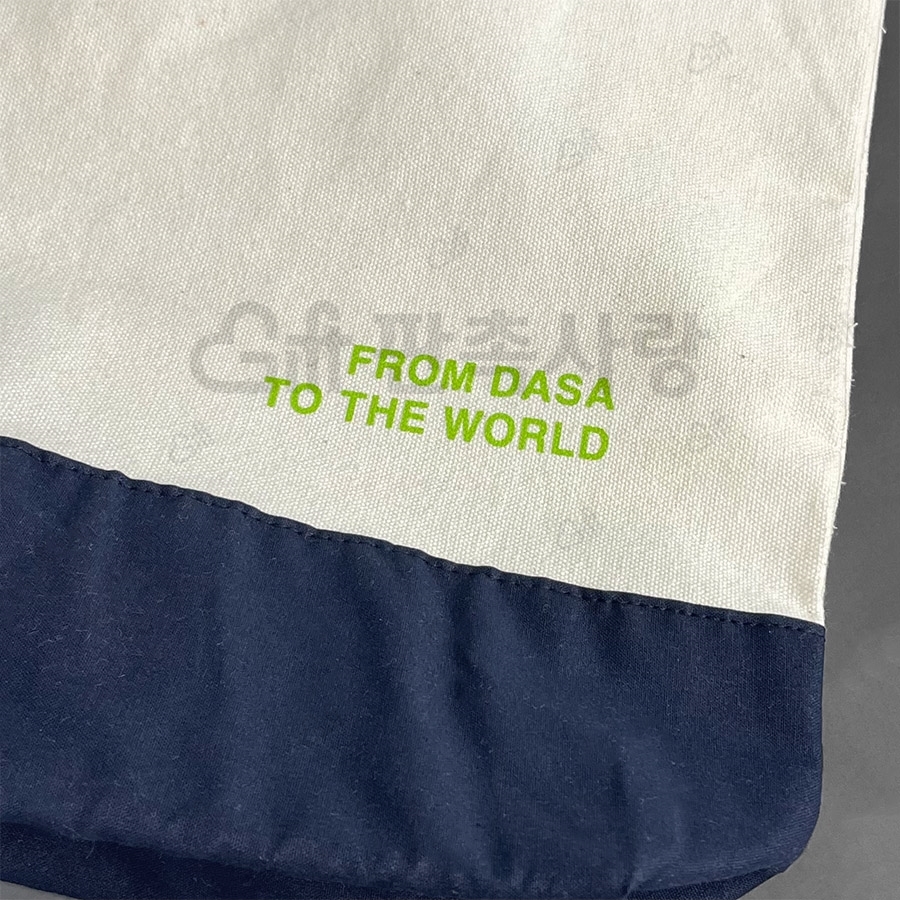 판촉사랑
FROM DASA
TO THE WORLD